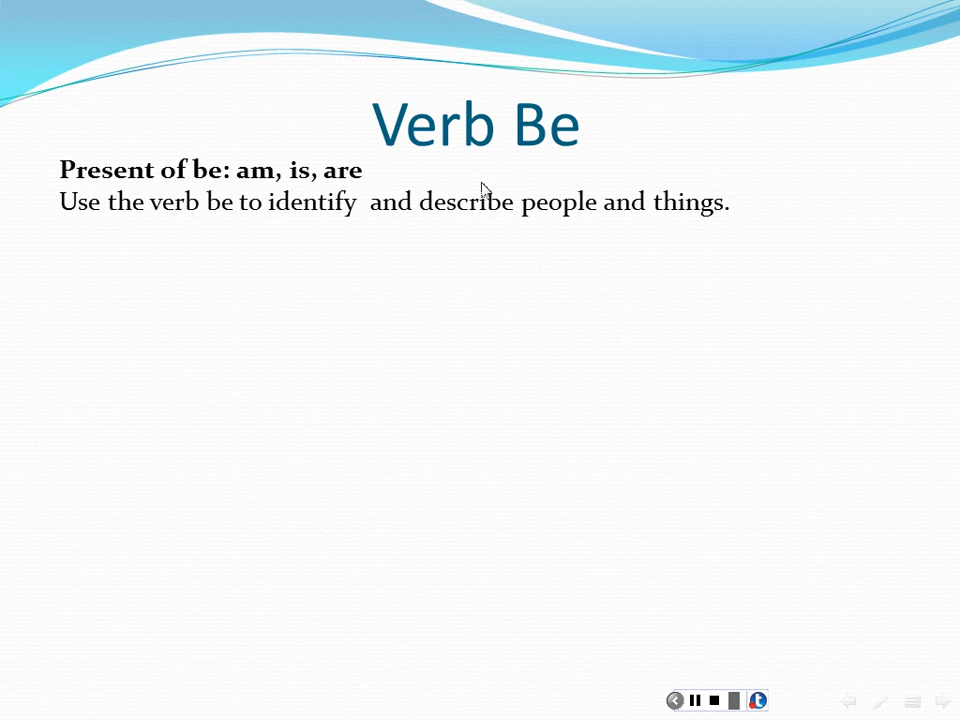 Verb Be
Present of be: am, is, are
Use the verb be to identify  and describe people and things.